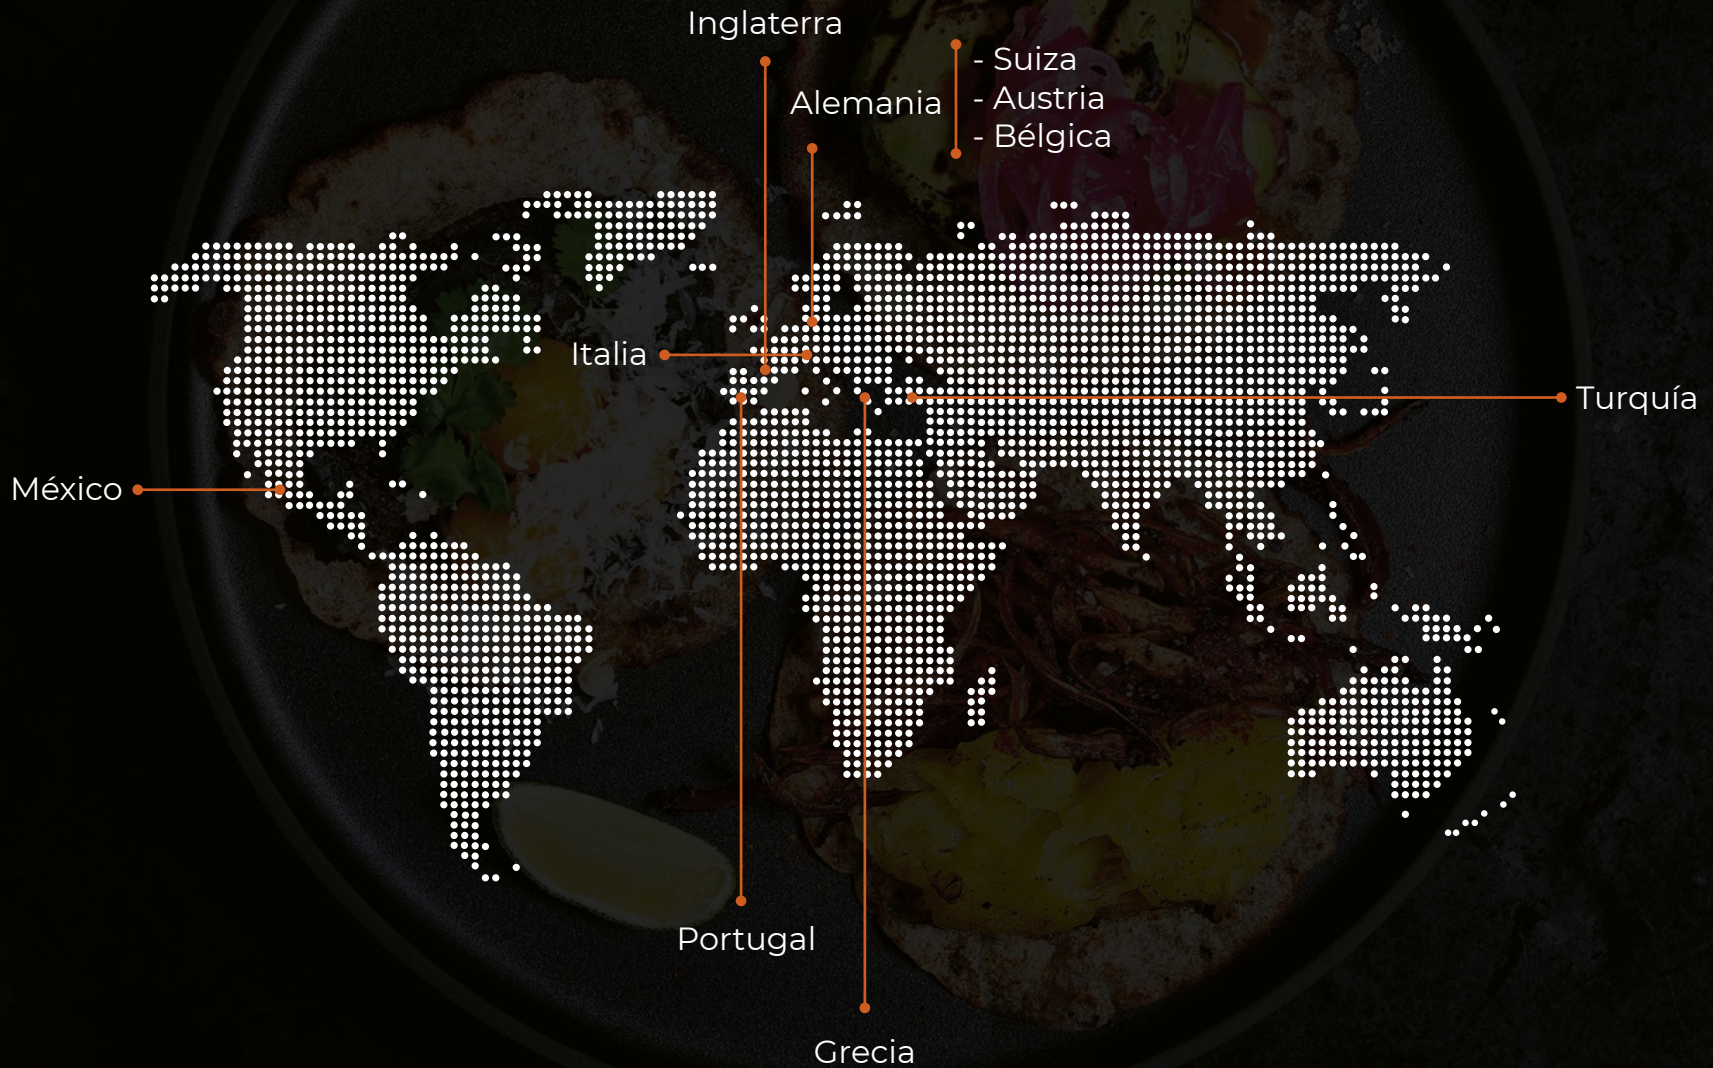 Inglaterra
Alemania
- Suiza
- Austria
- Bélgica
Italia
Turquía
México
Portugal
Grecia